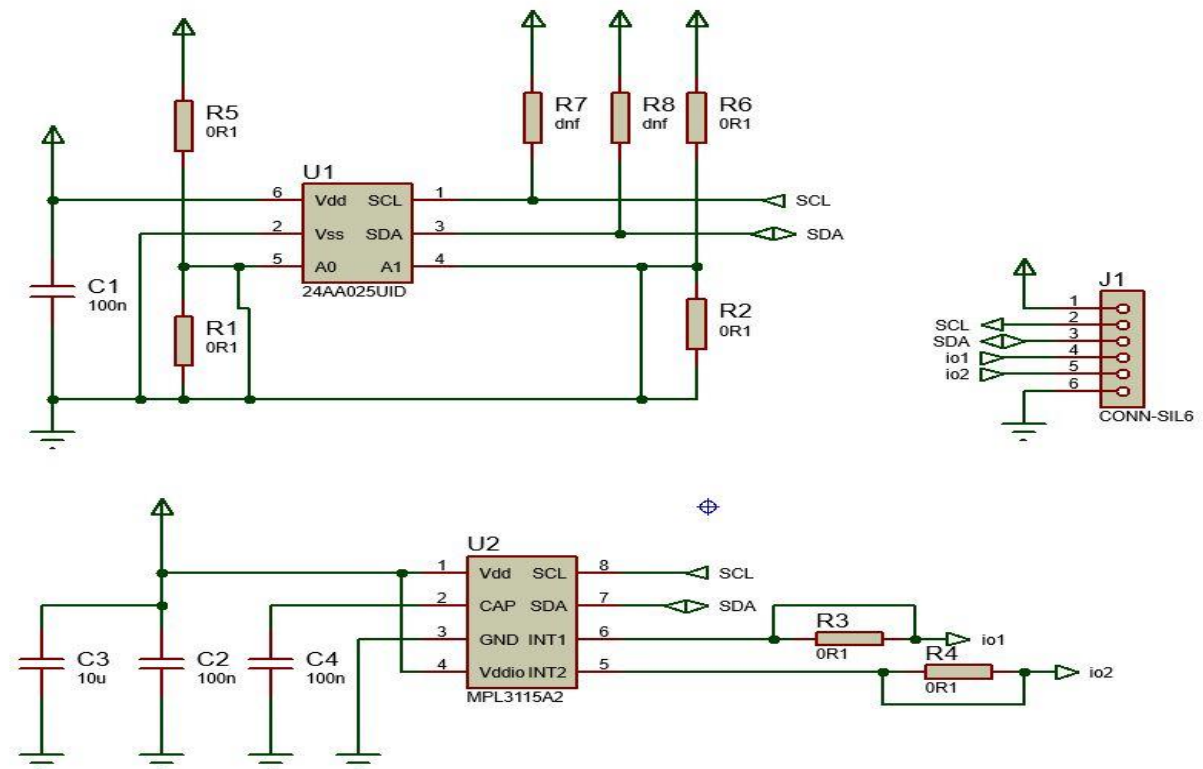 R5
0R1
R7
dnf
R8
dnf
R6
0R1
U1
6 Vdd SCL 1
SCL
2 Vss SDA 3
SDA
5 A0 A1 4
24AA025UID
C1
100n
R1
0R1
R2
0R1
J1
1
SCL 2
SDA 3
io1 4
io2 5
6
CONN-SIL6
U2
1 Vdd SCL 8 SCL
2 CAP SDA 7 SDA
3 GND INT1 6
R3
0R1
io1
4 Vddio INT2 5
R4
0R1
io2
MPL3115A2
C3
10u
C2
100n
C4
100n